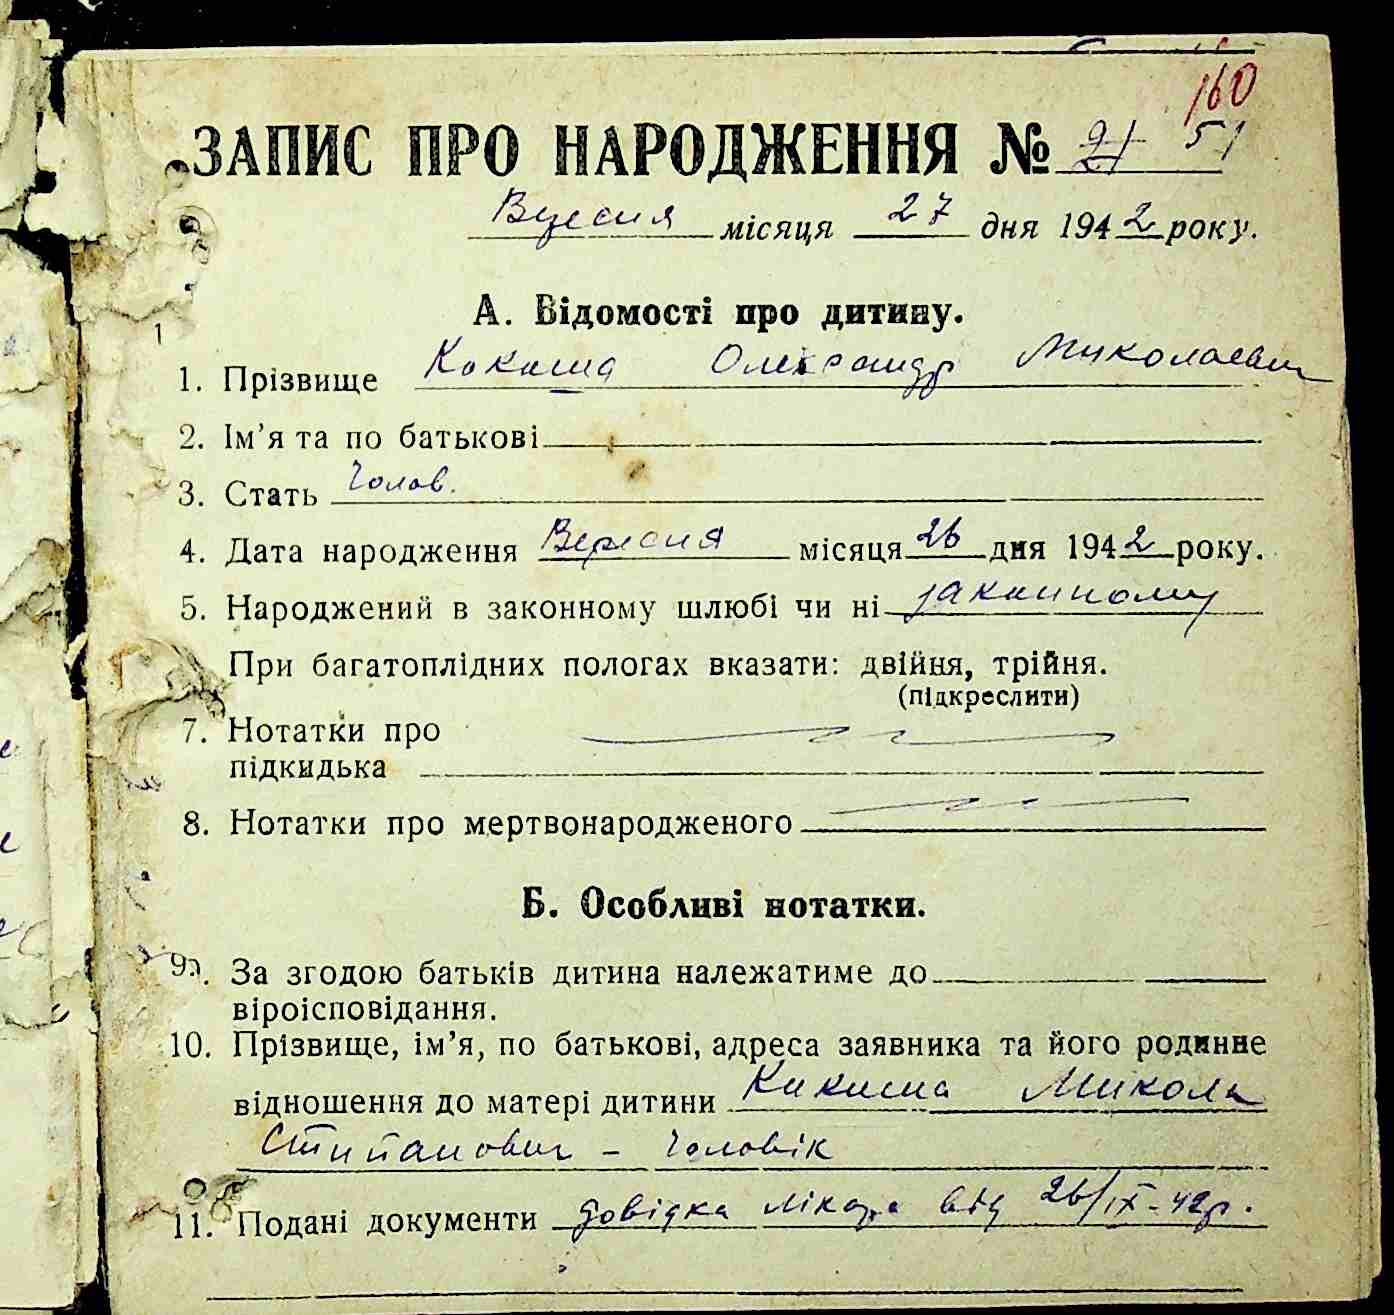 160
ЗАПИС ПРО НАРОДЖЕННЯ № 21 51
Вересня місяця 27 дня 1942 року.
А. Відомості про дитину.
1. Прізвище Кокоша Олександр Миколаевич
2. Ім'я та по батькові
3. Стать Чолов.
4. Дата народження Вересня місяця 26 дня 1942 року.
5. Народжений в законному шлюбі чи ні законному
При багатоплідних пологах вказати: двійня, трійня.
(підкреслити)
7. Нотатки про
підкидька
8. Нотатки про мертвонародженого
Б. Особливі нотатки.
9. За згодою батьків дитина належатиме до
віроісповідання.
10. Прізвище, ім'я, по батькові, адреса заявника та його родинне
відношення до матері дитини Микола
Степанович - Чоловік
11. Подані документи довідка лікара від 26/IX-42р.